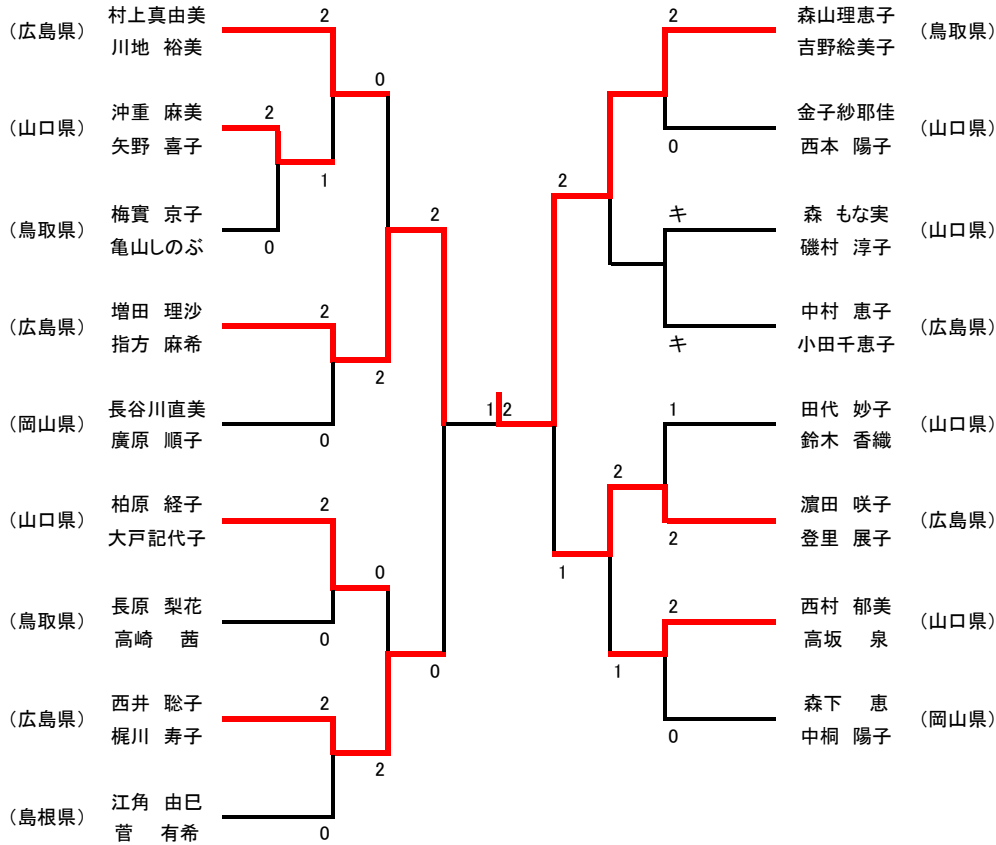 村上真由美
(広島県)
川地 裕美
2
0
沖重 麻美
(山口県)
矢野 喜子
2
1
梅實 京子
(鳥取県)
亀山しのぶ
0
2
増田 理沙
(広島県)
指方 麻希
2
2
長谷川直美
(岡山県)
廣原 順子
0
柏原 経子
(山口県)
大戸記代子
2
0
長原 梨花
(鳥取県)
高崎 茜
0
0
西井 聡子
(広島県)
梶川 寿子
2
2
江角 由巳
(島根県)
菅 有希
0
1 2
2
森山理恵子
(鳥取県)
吉野絵美子
金子紗耶佳
(山口県)
西本 陽子
0
2
キ
森 もな実
(山口県)
磯村 淳子
中村 恵子
(広島県)
キ
小田千恵子
1
田代 妙子
(山口県)
鈴木 香織
2
濵田 咲子
(広島県)
2
登里 展子
1
2
西村 郁美
(山口県)
高坂 泉
1
森下 恵
(岡山県)
0
中桐 陽子